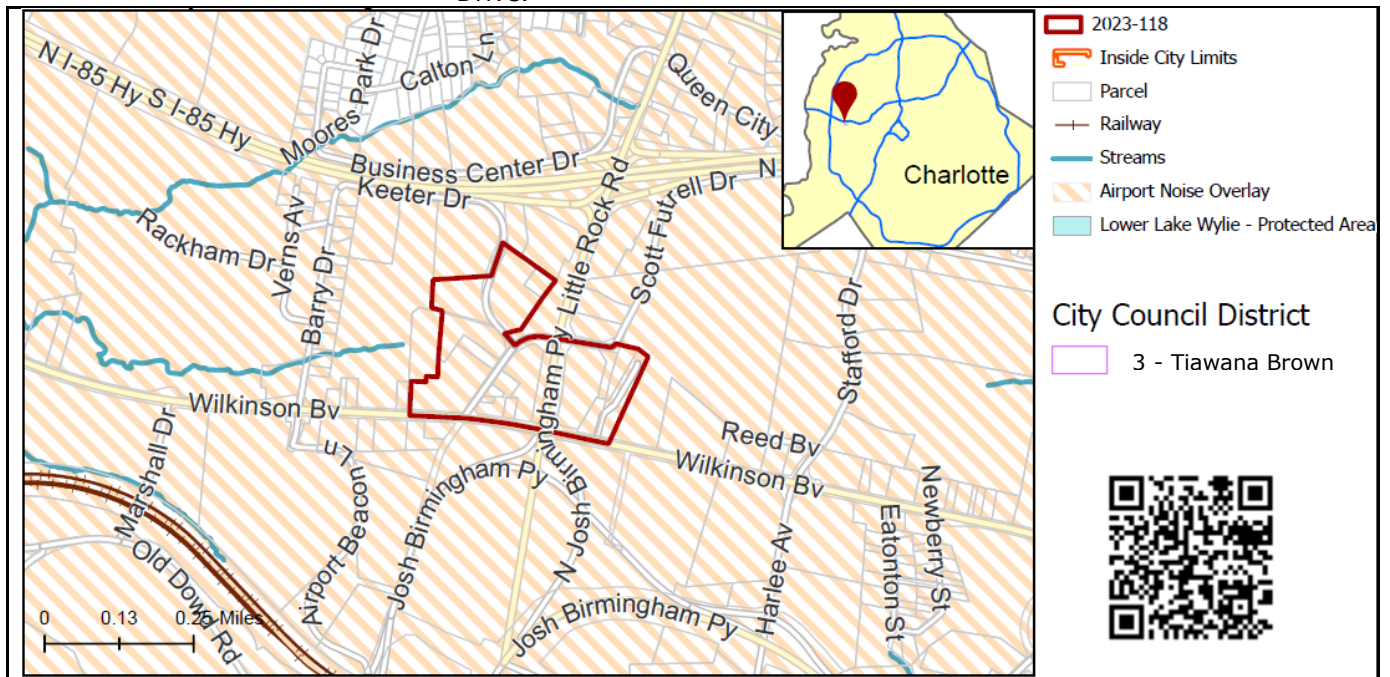 N I-85 Hy S I-85 Hy
Moores Park Dr
Calton Ln
Queen City
Business Center Dr
Keeter Dr
N
Little Rock Rd
Scott Futrell Dr
Rackham Dr
Verns Av
Barry Dr
Stafford Dr
Birmingham Py
Wilkinson Bv
Marshall Dr
Reed Bv
Wilkinson Bv
Airport Beacon Ln
Josh Birmingham Py
N Josh Birmingham
Newberry St
Eatonton St
Harlee Av
Old Dowd Rd
Josh Birmingham Py
0 0.13 0.25 Miles
Charlotte
2023-118
Inside City Limits
Parcel
Railway
Streams
Airport Noise Overlay
Lower Lake Wylie - Protected Area
City Council District
3 - Tiawana Brown